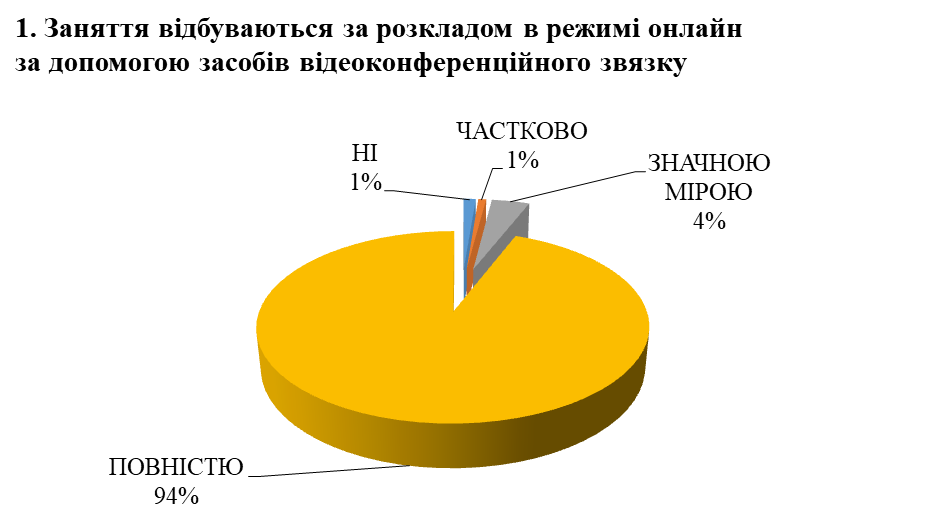 1. Заняття відбуваються за розкладом в режимі онлайн
за допомогою засобів відеоконференційного звязку
НІ
1%
ЧАСТКОВО
1%
ЗНАЧНОЮ
МІРОЮ
4%
ПОВНІСТЮ
94%